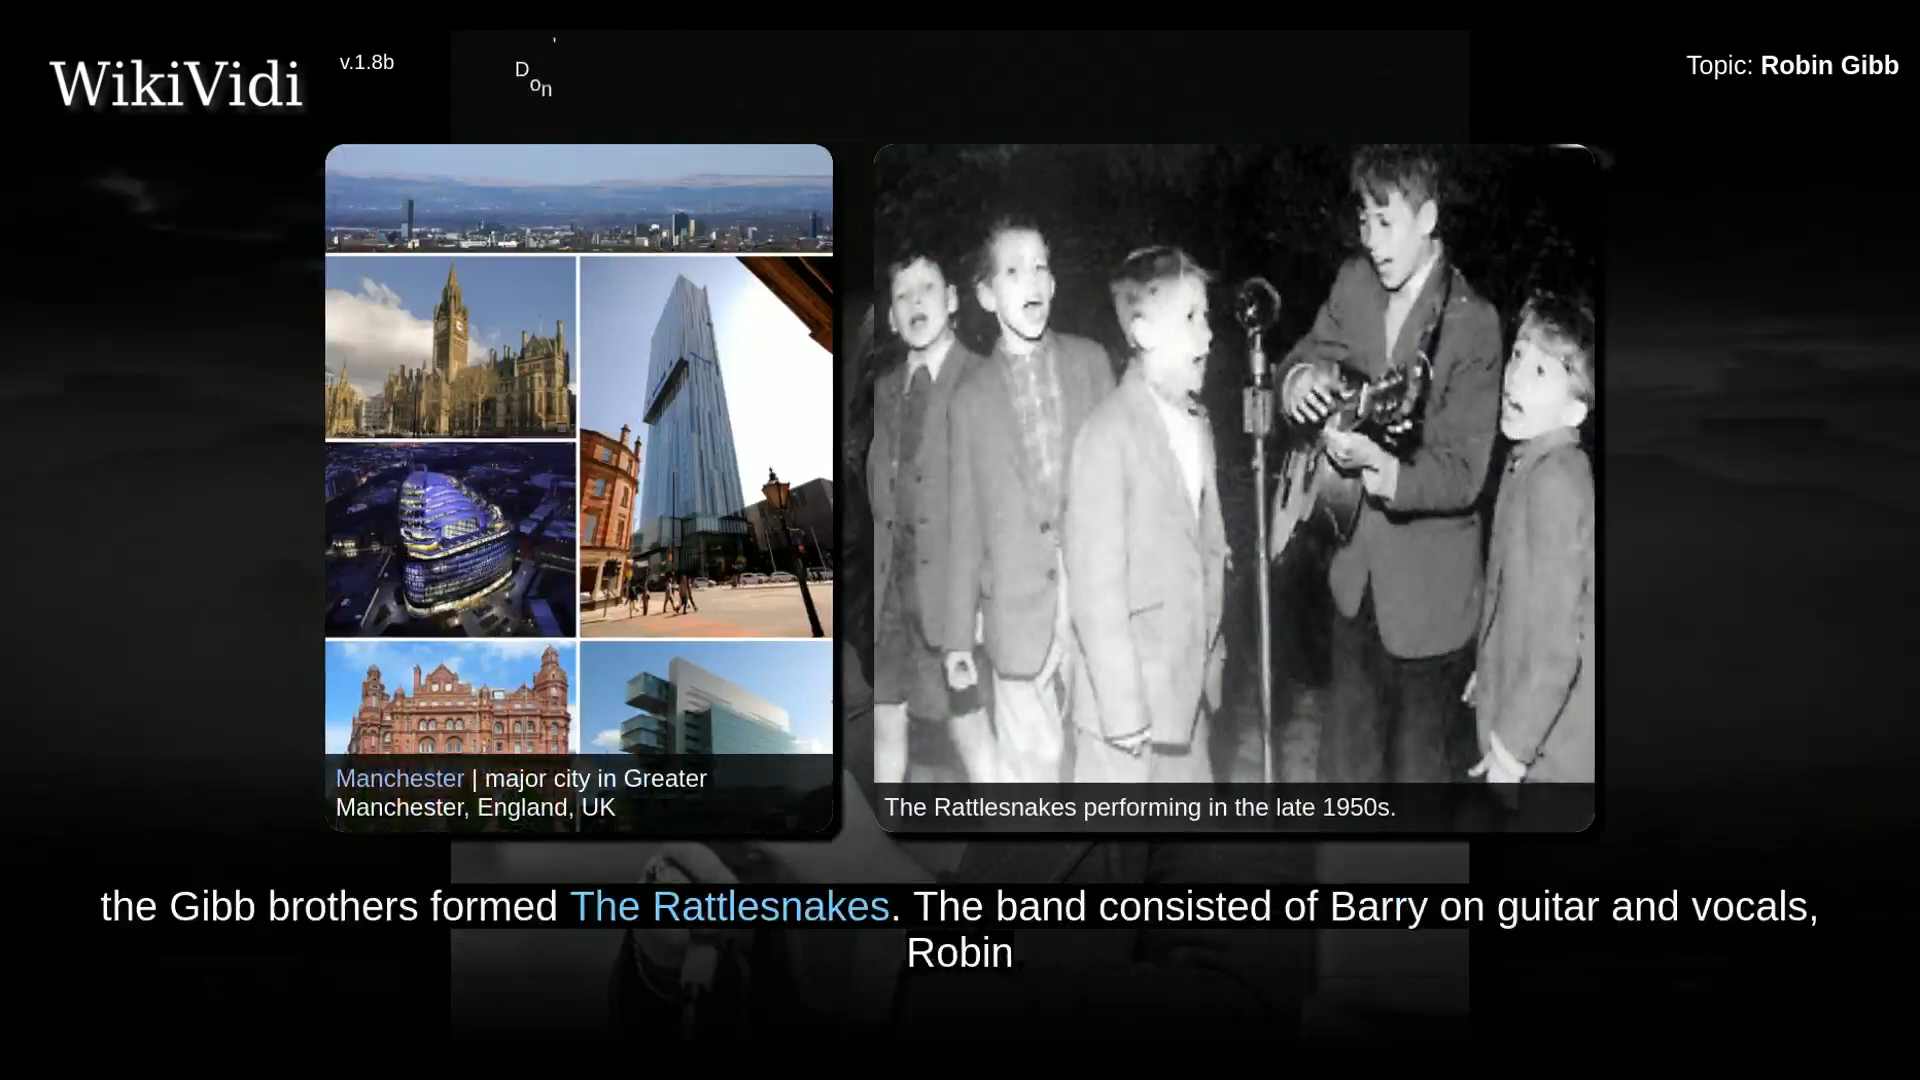 WikiVidi
v.1.8b
Don'
Topic: Robin Gibb
Manchester | major city in Greater
Manchester, England, UK
The Rattlesnakes performing in the late 1950s.
the Gibb brothers formed The Rattlesnakes. The band consisted of Barry on guitar and vocals,
Robin